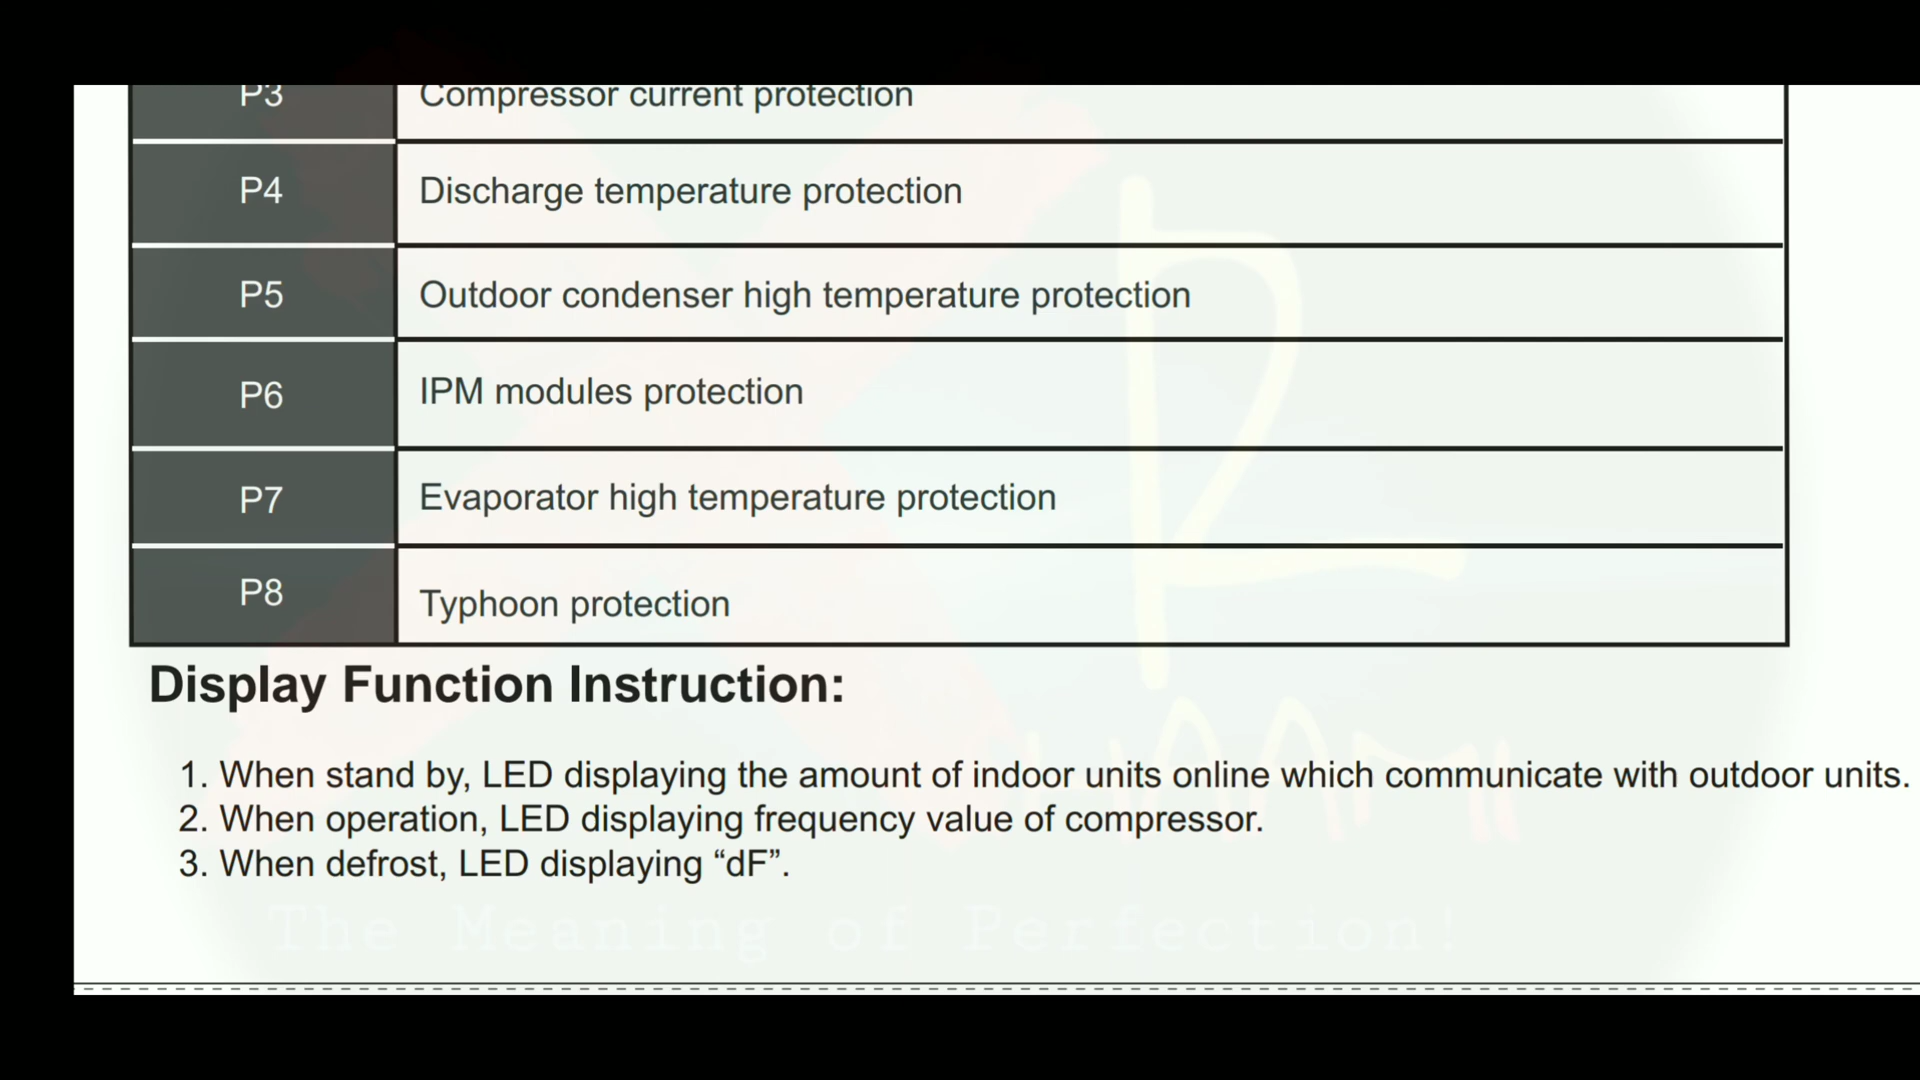 P3 Compressor current protection
P4 Discharge temperature protection
P5 Outdoor condenser high temperature protection
P6 IPM modules protection
P7 Evaporator high temperature protection
P8 Typhoon protection
Display Function Instruction:
1. When stand by, LED displaying the amount of indoor units online which communicate with outdoor units.
2. When operation, LED displaying frequency value of compressor.
3. When defrost, LED displaying “dF”.
The Meaning of Perfection!